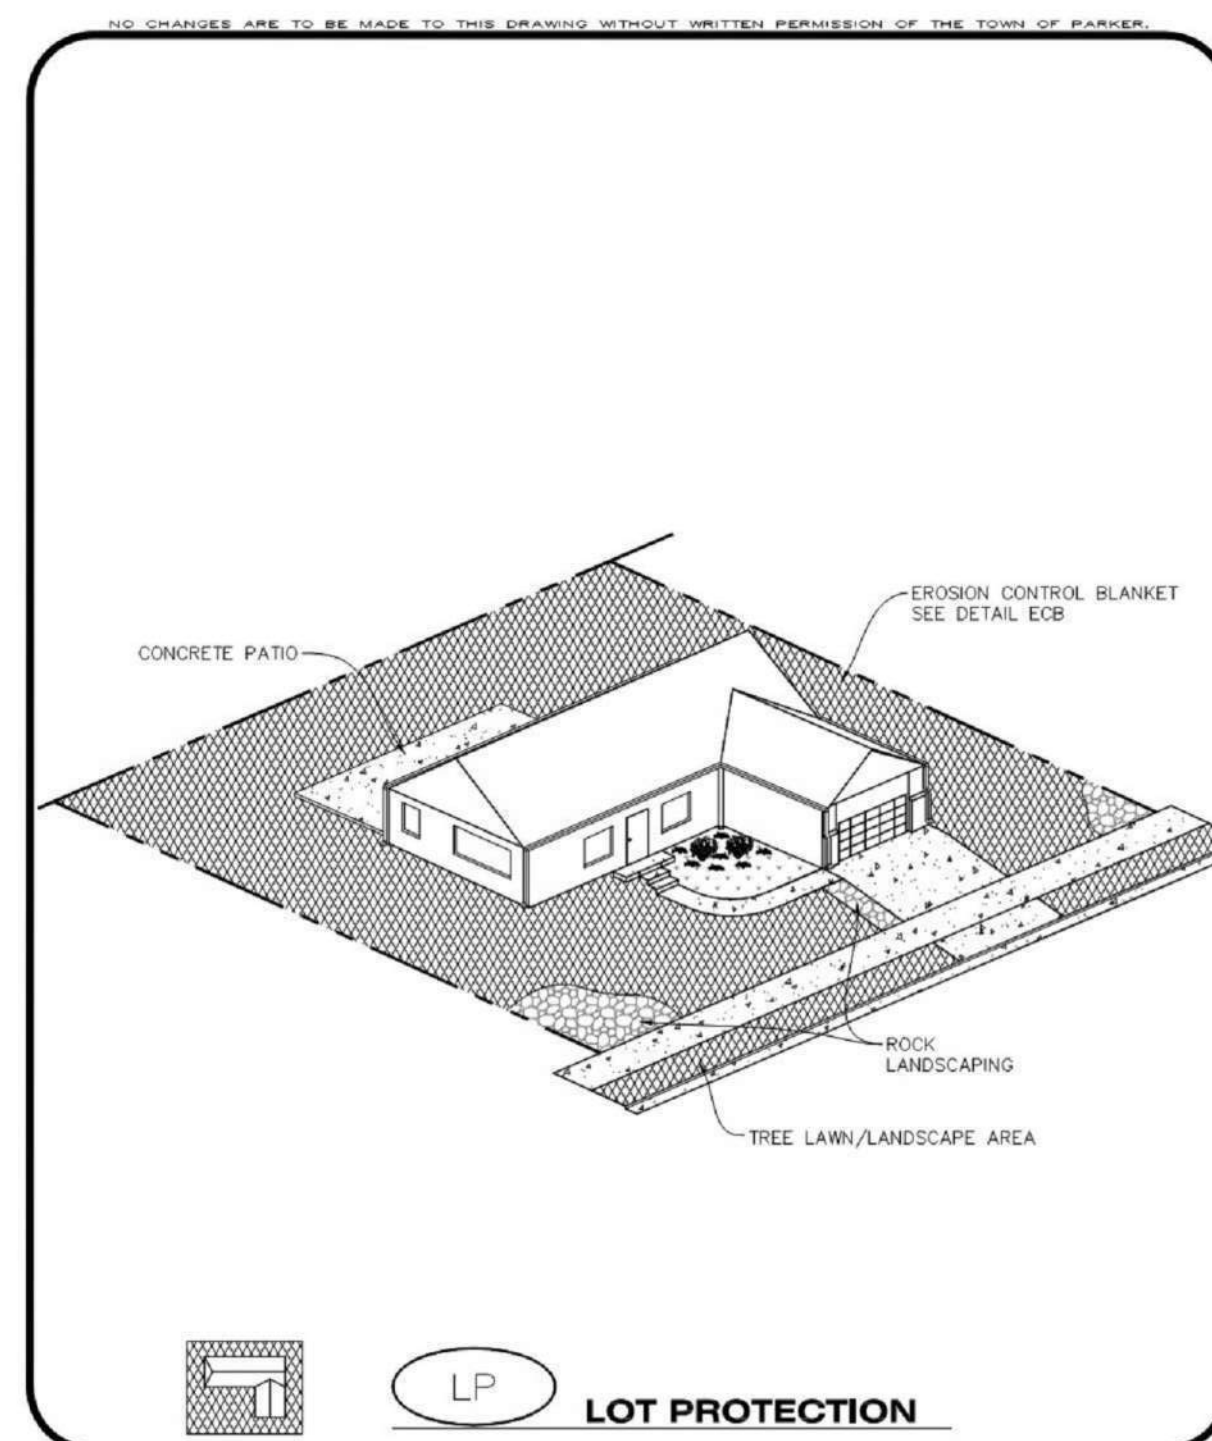 NO CHANGES ARE TO BE MADE TO THIS DRAWING WITHOUT WRITTEN PERMISSION OF THE TOWN OF PARKER.
EROSION CONTROL BLANKET
SEE DETAIL ECB
CONCRETE PATIO
ROCK
LANDSCAPING
TREE LAWN/LANDSCAPE AREA
LP
LOT PROTECTION